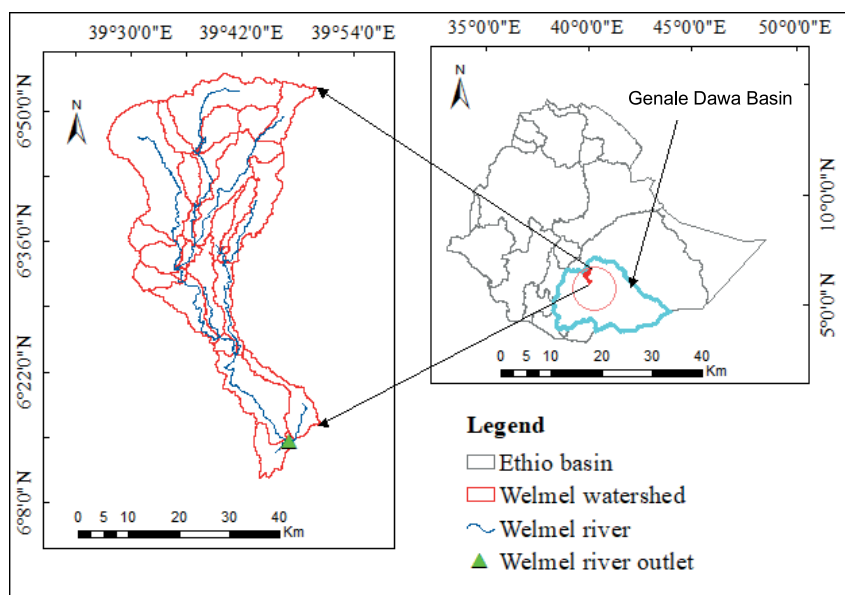 39°30'0"E 39°42'0"E 39°54'0"E
6°50'0"N
6°36'0"N
6°22'0"N
6°8'0"N
N
0 5 10 20 30 40
Km
35°0'0"E 40°0'0"E 45°0'0"E 50°0'0"E
N
Genale Dawa Basin
10°0'0"N
5°0'0"N
0 5 10 20 30 40
Km
Legend
Ethio basin
Welmel watershed
Welmel river
Welmel river outlet